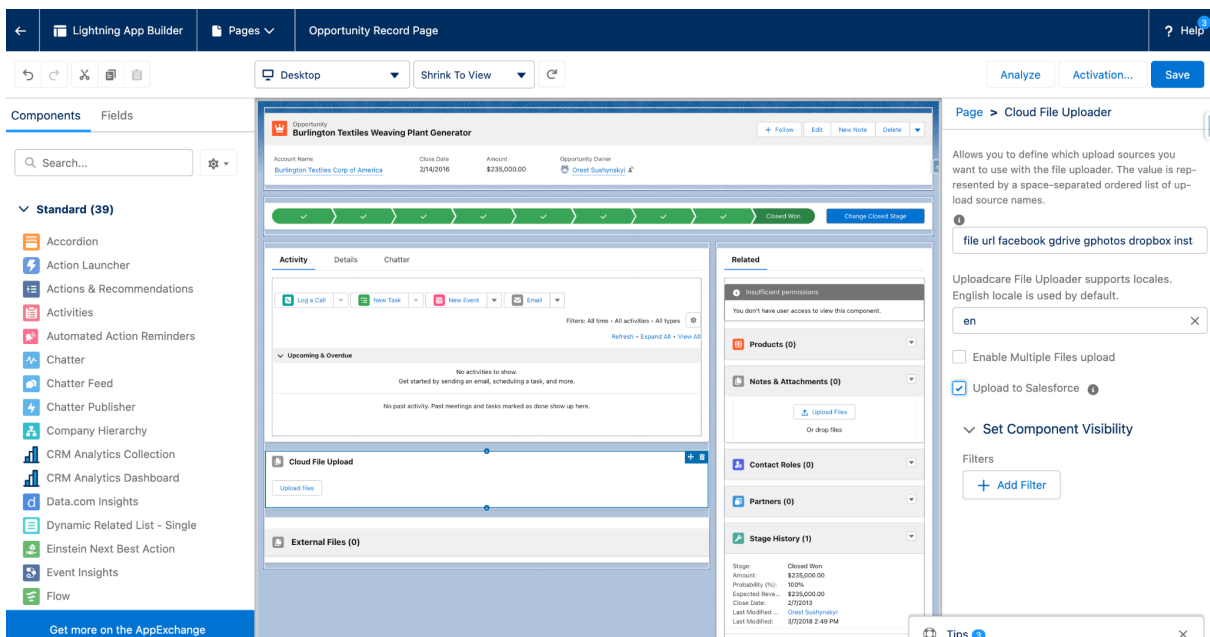 Lightning App Builder
Pages
Opportunity Record Page
3
? Help
Desktop
Shrink To View
Analyze
Activation...
Save
Components
Fields
Search...
Standard (39)
Accordion
Action Launcher
Actions & Recommendations
Activities
Automated Action Reminders
Chatter
Chatter Feed
Chatter Publisher
Company Hierarchy
CRM Analytics Collection
CRM Analytics Dashboard
Data.com Insights
Dynamic Related List - Single
Einstein Next Best Action
Event Insights
Flow
Get more on the AppExchange
Opportunity
Burlington Textiles Weaving Plant Generator
+ Follow
Edit
New Note
Delete
Account Name
Close Date
Amount
Opportunity Owner
Burlington Textiles Corp of America
2/14/2016
$235,000.00
Orest Sushynskyi
Closed Won
Change Closed Stage
Activity
Details
Chatter
Log a Call
New Task
New Event
Email
Filters: All time • All activities • All types
Refresh • Expand All • View All
Upcoming & Overdue
No activities to show.
Get started by sending an email, scheduling a task, and more.
No past activity. Past meetings and tasks marked as done show up here.
Cloud File Upload
Upload files
External Files (0)
Related
Insufficient permissions
You don't have user access to view this component.
Products (0)
Notes & Attachments (0)
Upload Files
Or drop files
Contact Roles (0)
Partners (0)
Stage History (1)
Stage: Closed Won
Amount: $235,000.00
Probability (%): 100%
Expected Reve... $235,000.00
Close Date: 2/7/2013
Last Modified ... Orest Sushynskyi
Last Modified: 3/7/2018 2:49 PM
Page > Cloud File Uploader
Allows you to define which upload sources you
want to use with the file uploader. The value is rep-
resented by a space-separated ordered list of up-
load source names.
file url facebook gdrive gphotos dropbox inst
Uploadcare File Uploader supports locales.
English locale is used by default.
en
Enable Multiple Files upload
Upload to Salesforce
Set Component Visibility
Filters
+ Add Filter
Tips 3